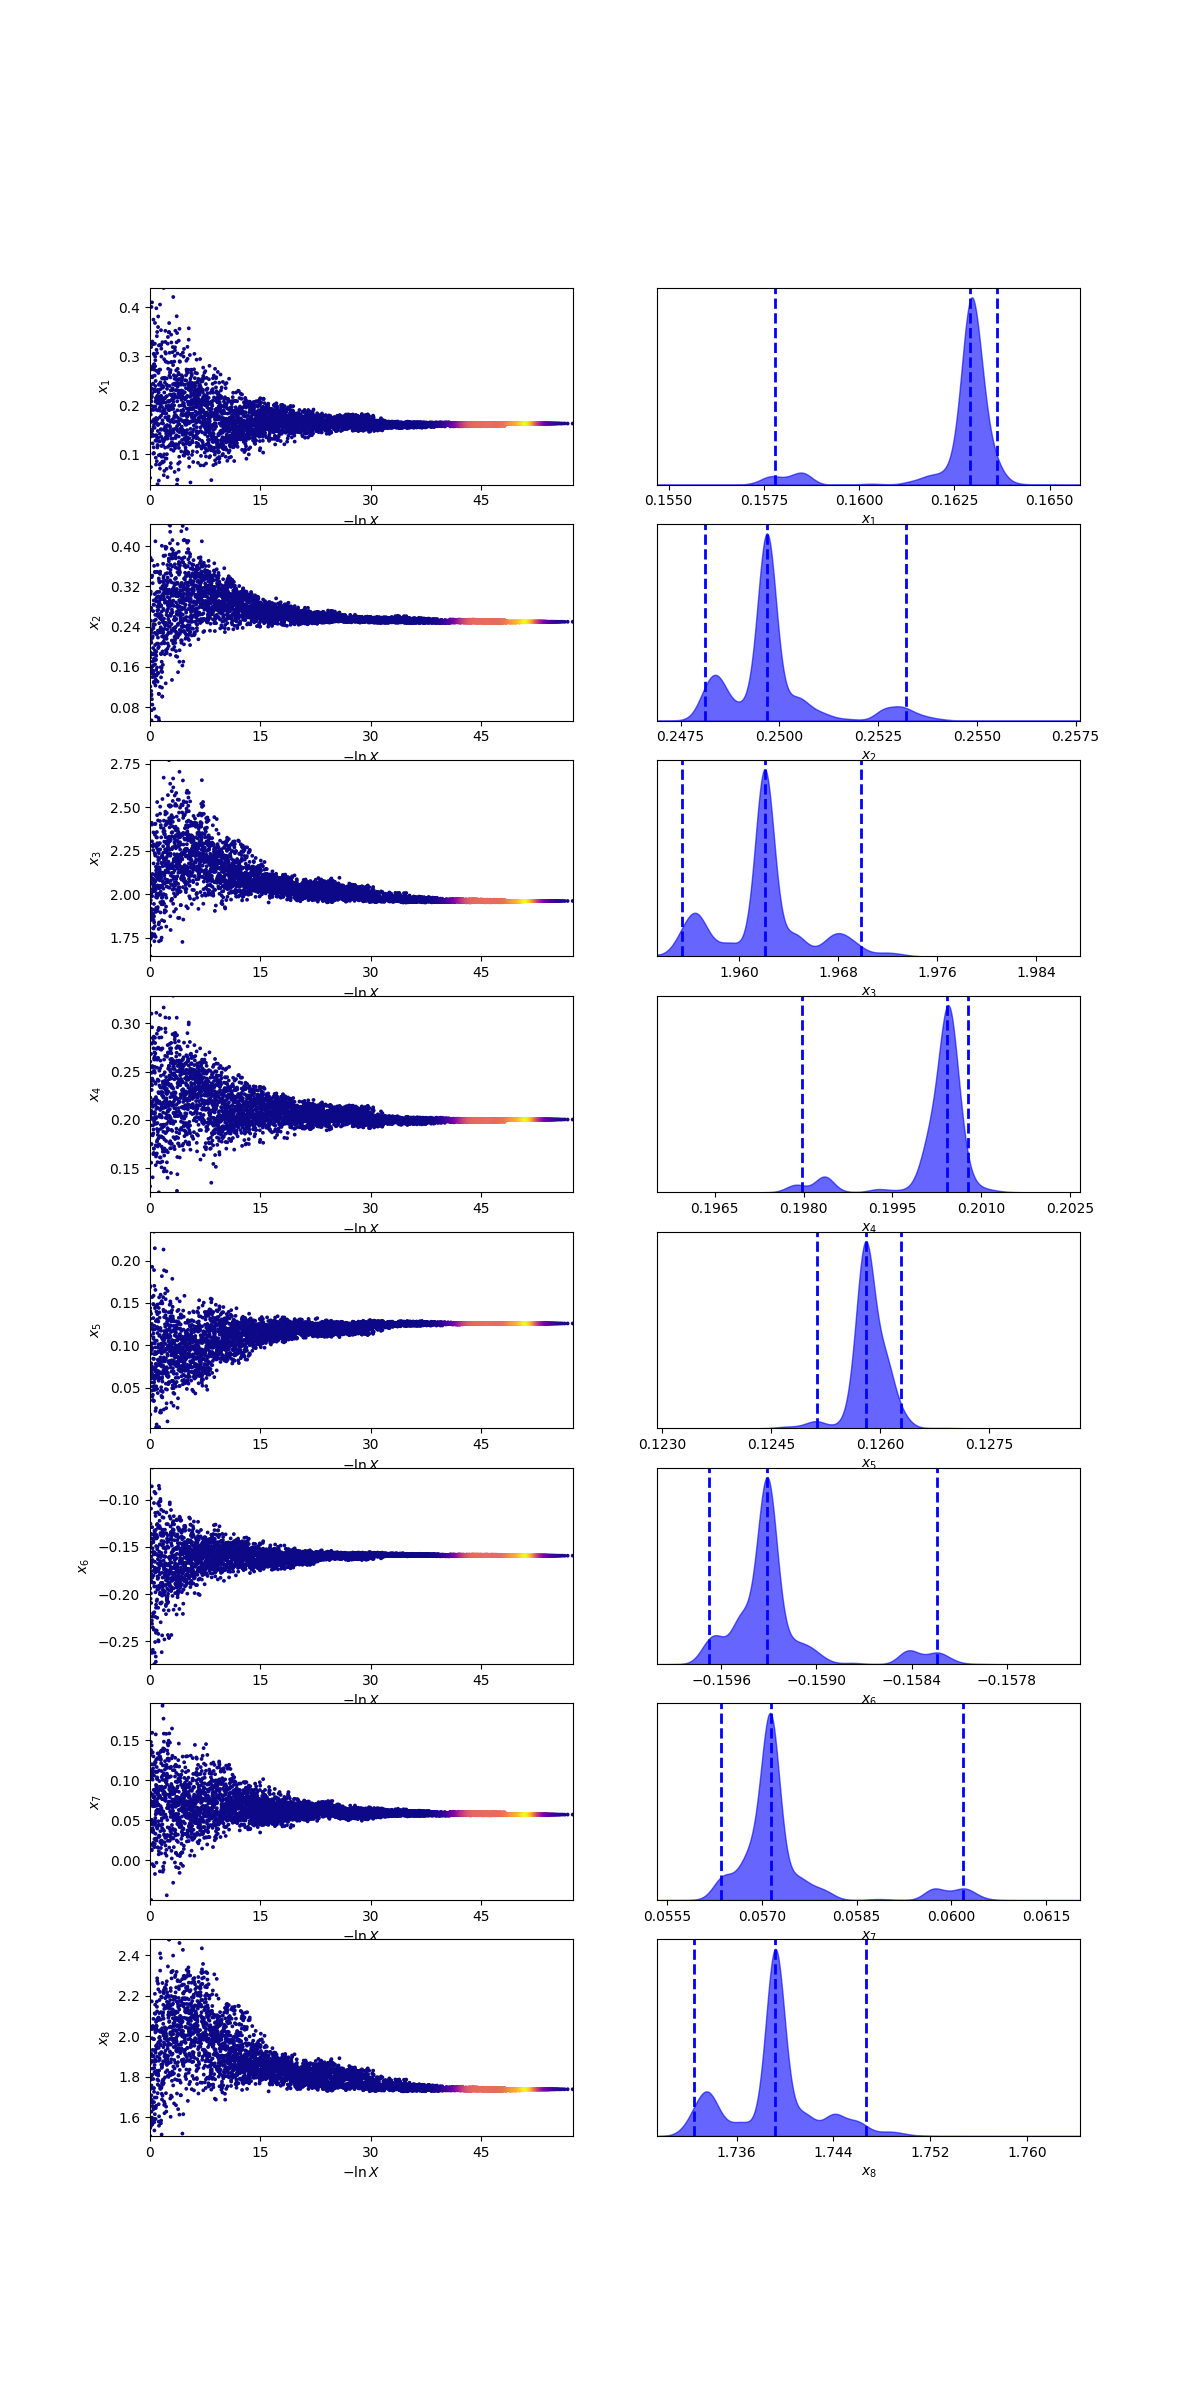 0.4
0.3
0.2
0.1
x₁
0 15 30 45
−ln X
0.1550 0.1575 0.1600 0.1625 0.1650
x₁
0.40
0.32
0.24
0.16
0.08
x₂
0 15 30 45
−ln X
0.2475 0.2500 0.2525 0.2550 0.2575
x₂
2.75
2.50
2.25
2.00
1.75
x₃
0 15 30 45
−ln X
1.960 1.968 1.976 1.984
x₃
0.30
0.25
0.20
0.15
x₄
0 15 30 45
−ln X
0.1965 0.1980 0.1995 0.2010 0.2025
x₄
0.20
0.15
0.10
0.05
x₅
0 15 30 45
−ln X
0.1230 0.1245 0.1260 0.1275
x₅
−0.10
−0.15
−0.20
−0.25
x₆
0 15 30 45
−ln X
−0.1596 −0.1590 −0.1584 −0.1578
x₆
0.15
0.10
0.05
0.00
x₇
0 15 30 45
−ln X
0.0555 0.0570 0.0585 0.0600 0.0615
x₇
2.4
2.2
2.0
1.8
1.6
x₈
0 15 30 45
−ln X
1.736 1.744 1.752 1.760
x₈